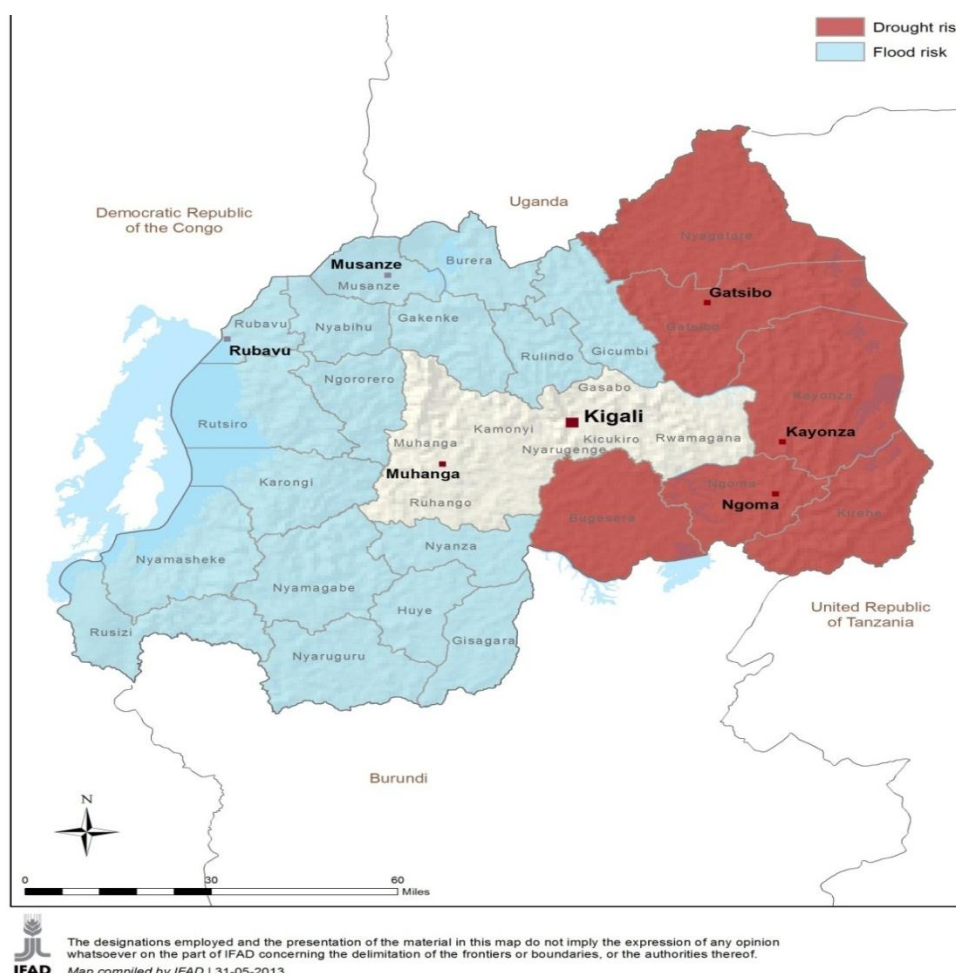 Drought ris
Flood risk
Democratic Republic
of the Congo
Uganda
Nyagatare
Burera
Musanze
Musanze
Gatsibo
Gatsibo
Rubavu
Nyabihu
Gakenke
Rubavu
Rulindo
Gicumbi
Ngororero
Gasabo
Kayonza
Kigali
Rutsiro
Kamonyi
Kayonza
Muhanga
Nyarugenge
Kicukiro
Rwamagana
Muhanga
Karongi
Ngoma
Ruhango
Ngoma
Kirehe
Bugesera
Nyanza
Nyamasheke
Nyamagabe
Huye
United Republic
of Tanzania
Rusizi
Gisagara
Nyaruguru
Burundi
N
0 30 60
Miles
The designations employed and the presentation of the material in this map do not imply the expression of any opinion
whatsoever on the part of IFAD concerning the delimitation of the frontiers or boundaries, or the authorities thereof.
IFAD Map compiled by IFAD | 31-05-2013